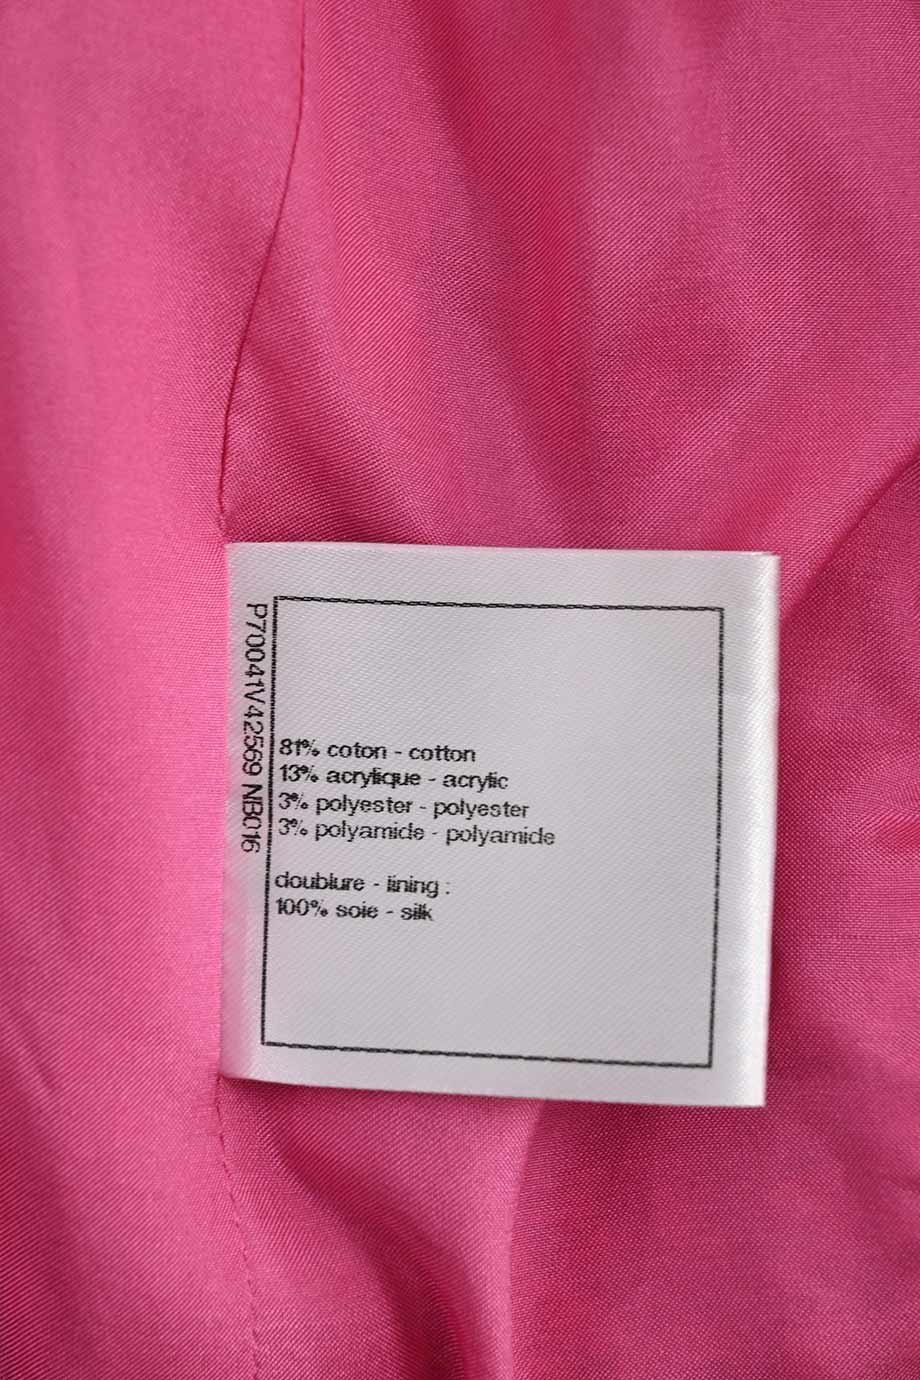 P70041V42569 NB016
81% coton - cotton
13% acrylique - acrylic
3% polyester - polyester
3% polyamide - polyamide
doublure - lining :
100% soie - silk